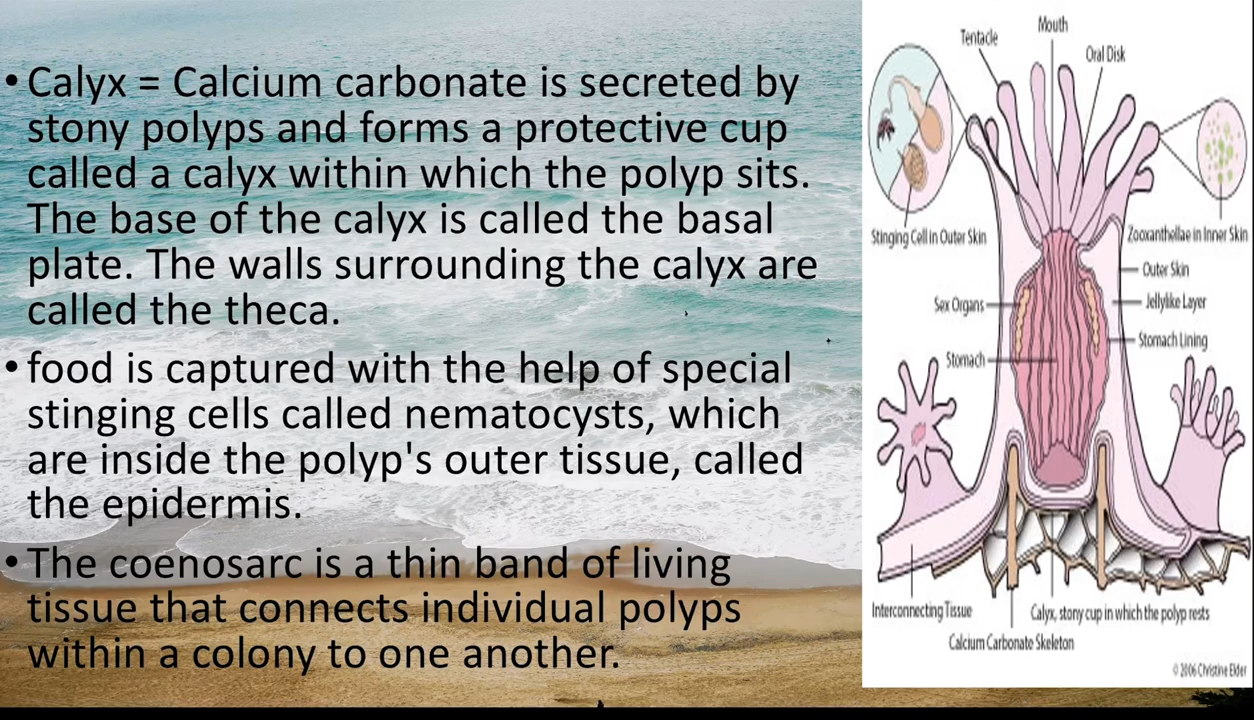 • Calyx = Calcium carbonate is secreted by
stony polyps and forms a protective cup
called a calyx within which the polyp sits.
The base of the calyx is called the basal
plate. The walls surrounding the calyx are
called the theca.
• food is captured with the help of special
stinging cells called nematocysts, which
are inside the polyp's outer tissue, called
the epidermis.
• The coenosarc is a thin band of living
tissue that connects individual polyps
within a colony to one another.
Mouth
Tentacle
Oral Disk
Stinging Cell in Outer Skin
Zooxanthellae in Inner Skin
Outer Skin
Sex Organs
Jellylike Layer
Stomach Lining
Stomach
Interconnecting Tissue
Calyx, stony cup in which the polyp rests
Calcium Carbonate Skeleton
© 2006 Christine Elder